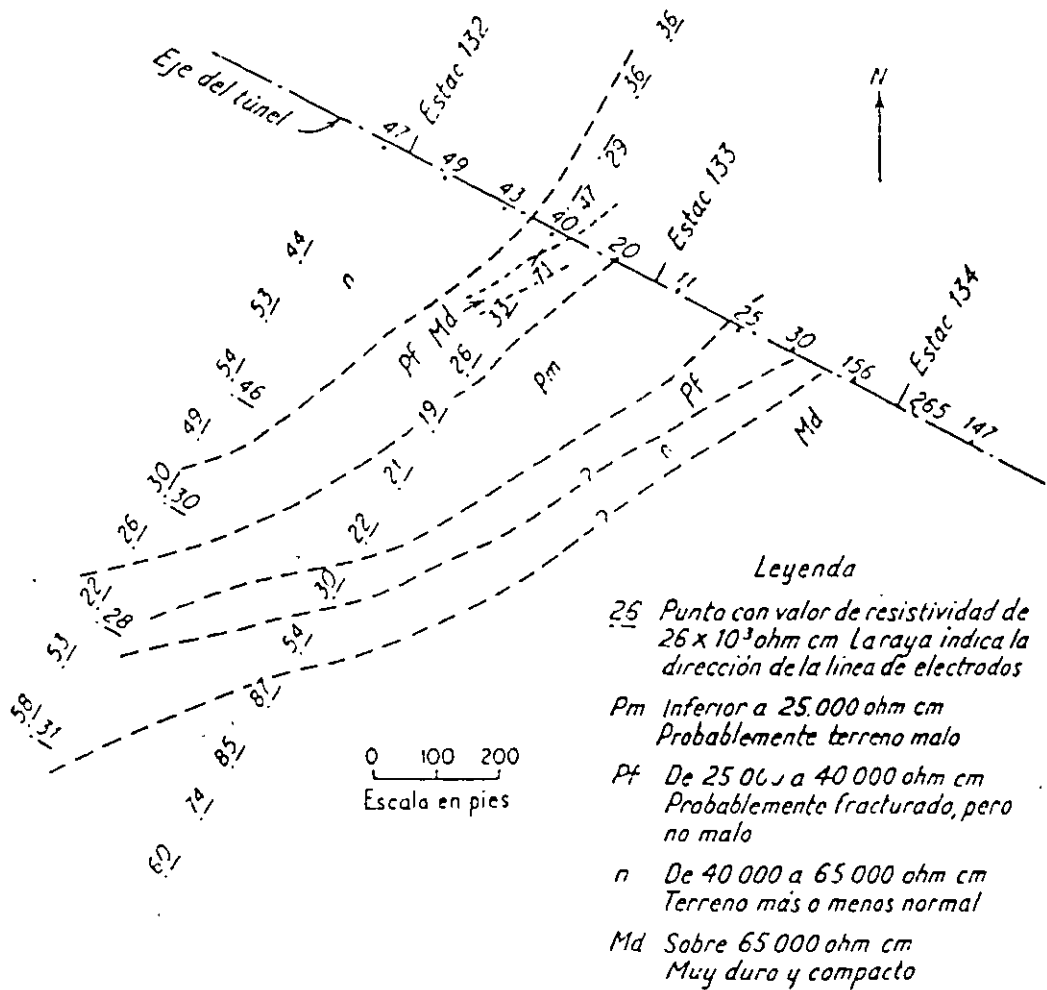 36
36
Eje del túnel
Estac 132
N
47
49
29
43
47
40
Estac 133
44
20
n
71
11
53
Md
33
25
Estac 134
Pf
26
30
54
46
Pm
Pf
156
49
19
Md
265
147
30
30
21
n
26
22
22
30
28
54
53
87
58
31
85
74
60
0 100 200
Escala en pies
Leyenda
Punto con valor de resistividad de
26 x 10³ ohm cm La raya indica la
dirección de la línea de electrodos
Pm Inferior a 25.000 ohm cm
Probablemente terreno malo
Pf De 25 a 40 000 ohm cm
Probablemente fracturado, pero
no malo
n De 40 000 a 65 000 ohm cm
Terreno más o menos normal
Md Sobre 65 000 ohm cm
Muy duro y compacto